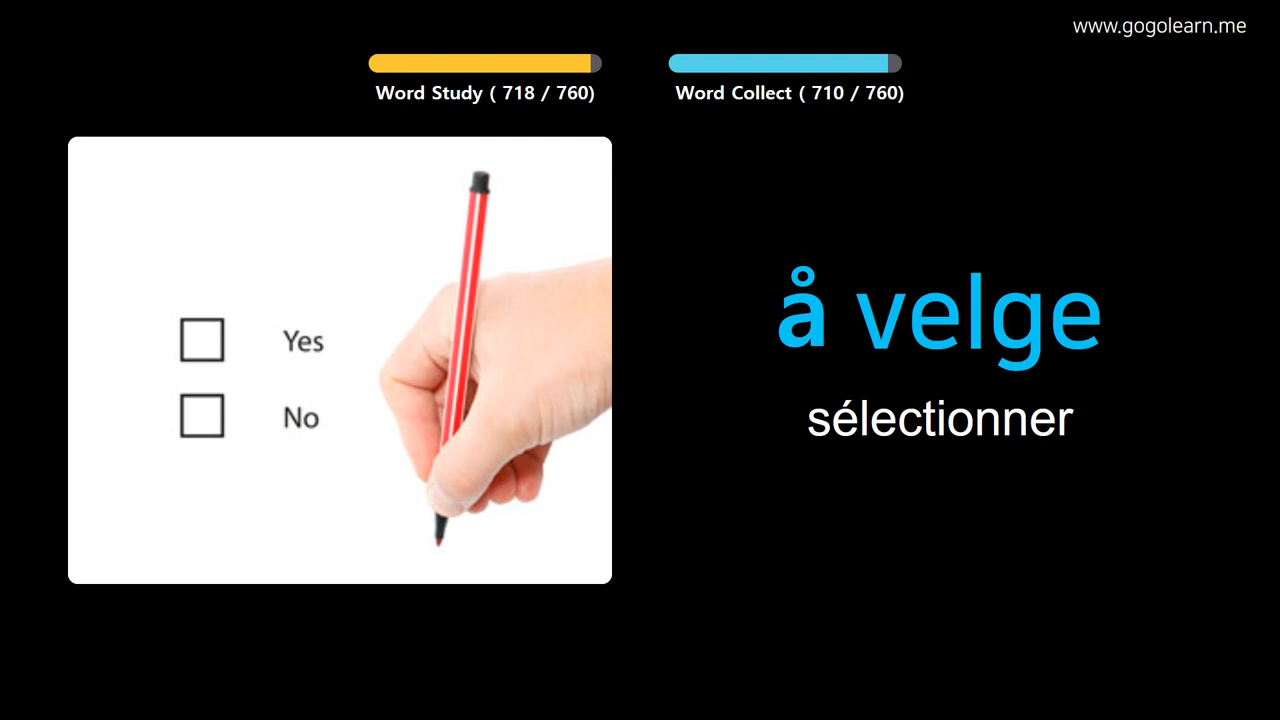 www.gogolearn.me
Word Study ( 718 / 760)
Word Collect ( 710 / 760)
Yes
No
å velge
sélectionner